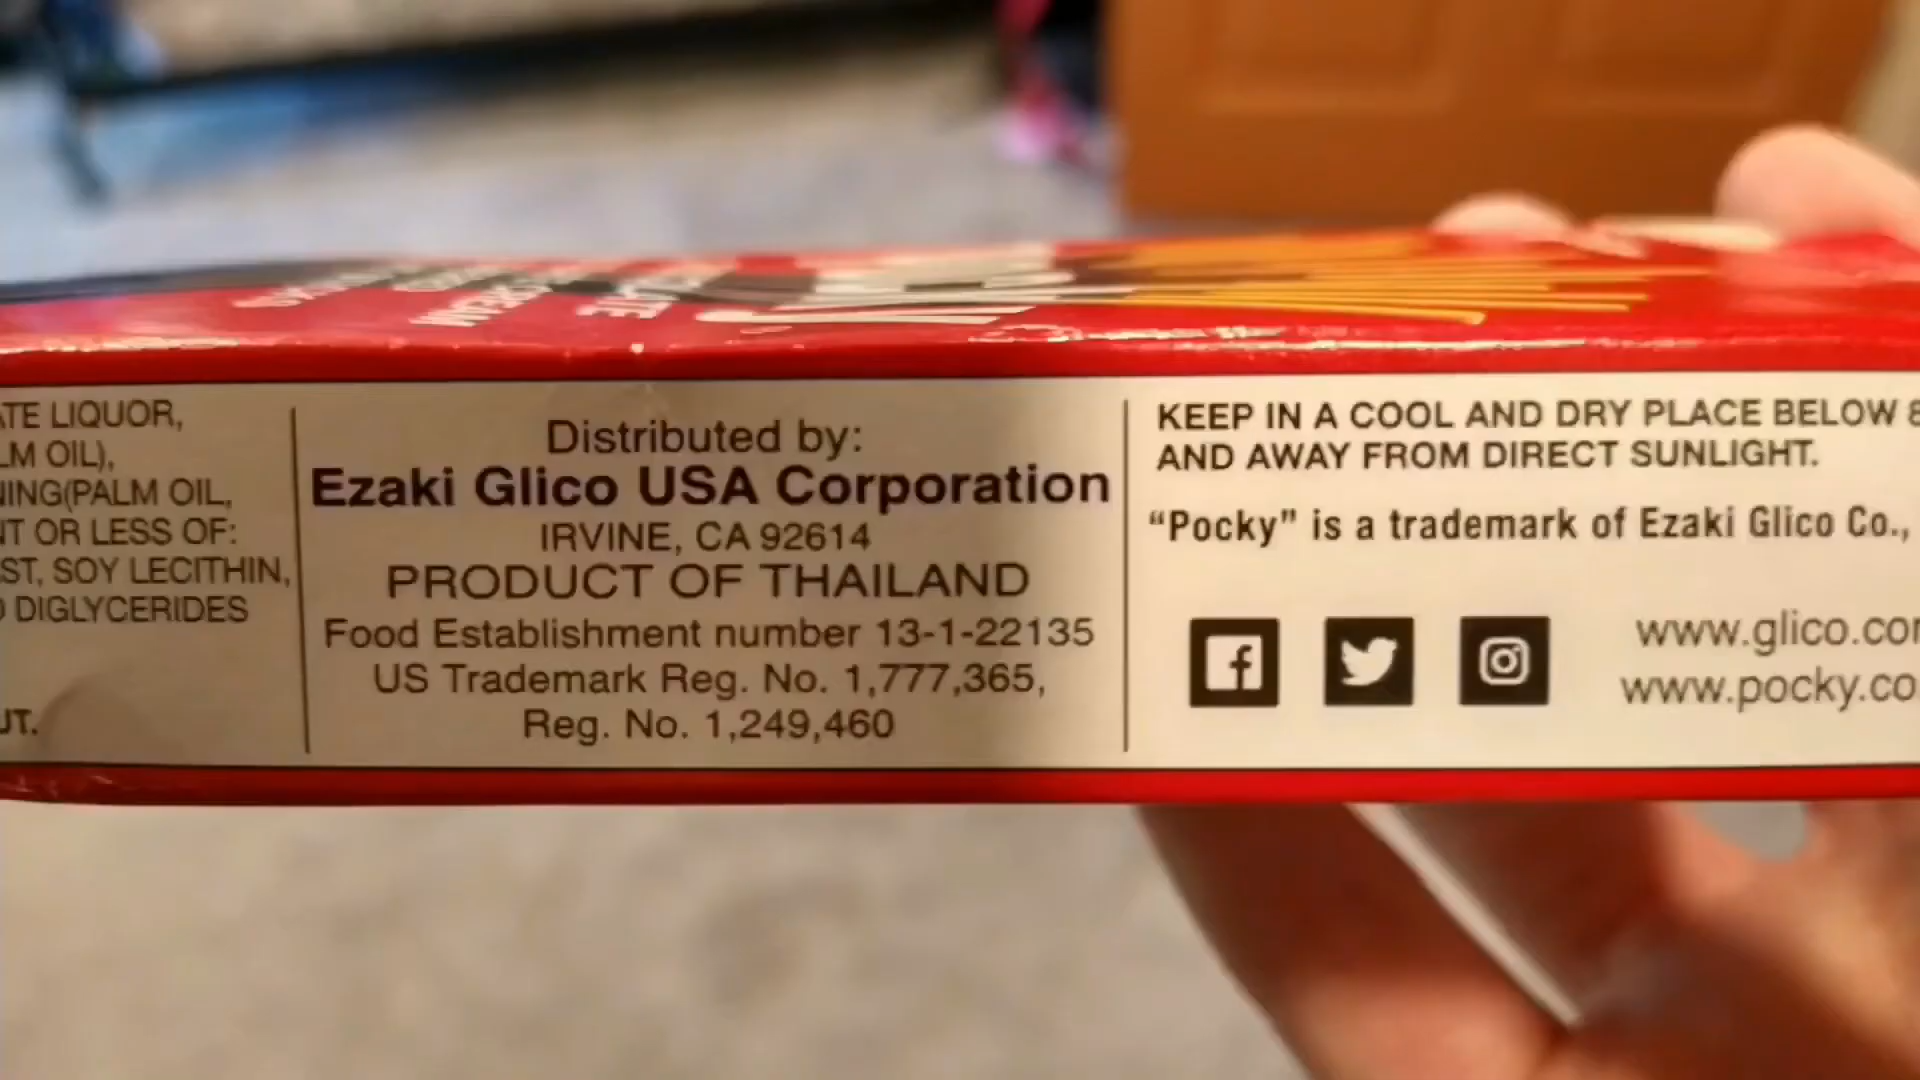 ATE LIQUOR,
LM OIL),
NING(PALM OIL,
NT OR LESS OF:
ST, SOY LECITHIN,
DIGLYCERIDES
UT.
Distributed by:
Ezaki Glico USA Corporation
IRVINE, CA 92614
PRODUCT OF THAILAND
Food Establishment number 13-1-22135
US Trademark Reg. No. 1,777,365,
Reg. No. 1,249,460
KEEP IN A COOL AND DRY PLACE BELOW 8
AND AWAY FROM DIRECT SUNLIGHT.
“Pocky” is a trademark of Ezaki Glico Co.,
www.glico.co
www.pocky.co